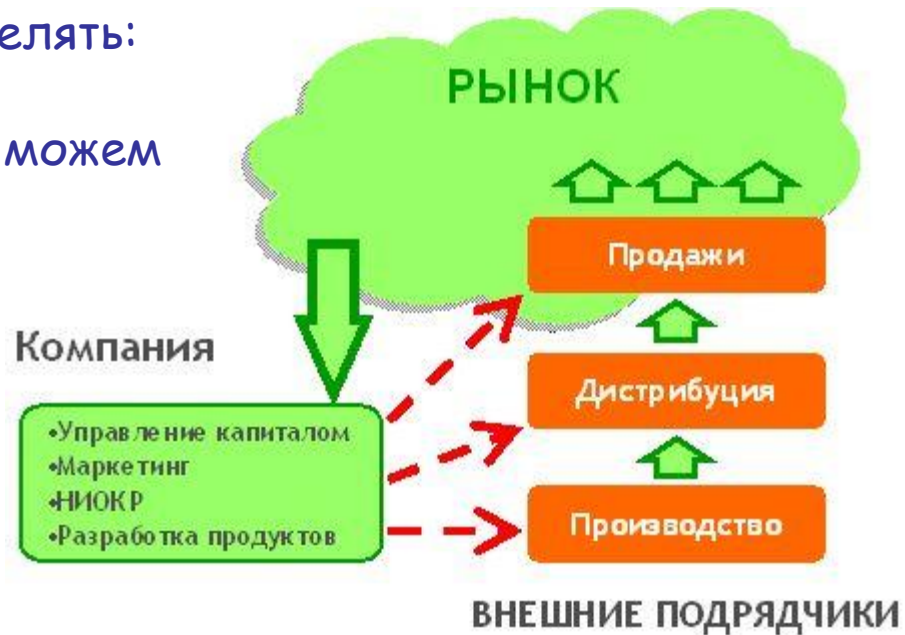 елять:
можем
РЫНОК
Продажи
Компания
Дистрибуция
•Управление капиталом
•Маркетинг
•НИОКР
•Разработка продуктов
Производство
ВНЕШНИЕ ПОДРЯДЧИКИ